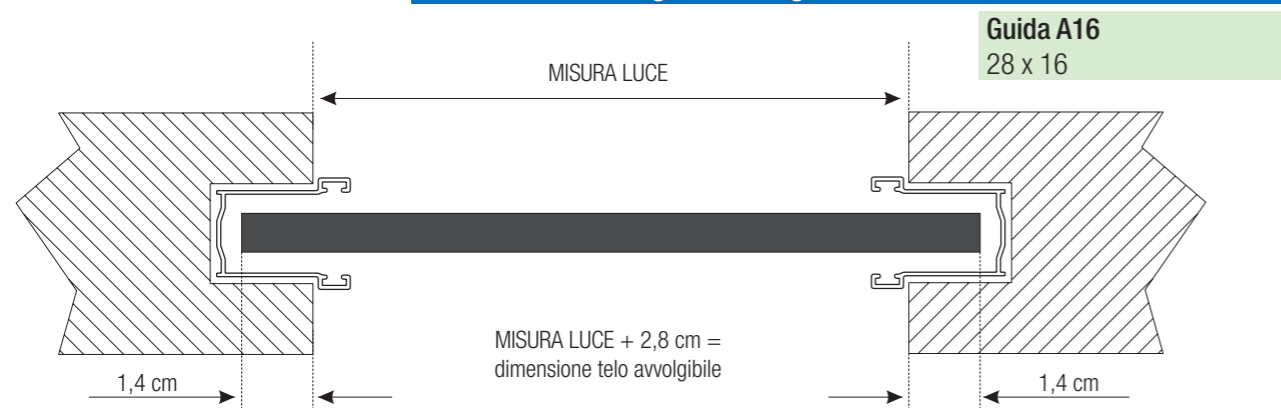 Guida A16
28 x 16
MISURA LUCE
MISURA LUCE + 2,8 cm =
dimensione telo avvolgibile
1,4 cm
1,4 cm